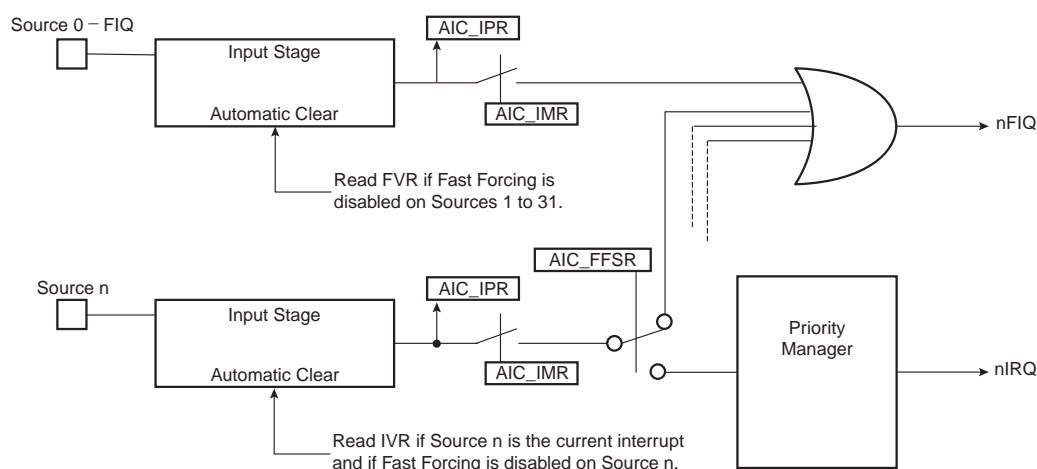 Source 0 – FIQ
AIC_IPR
Input Stage
Automatic Clear
AIC_IMR
nFIQ
Read FVR if Fast Forcing is
disabled on Sources 1 to 31.
AIC_FFSR
Source n
AIC_IPR
Input Stage
Priority
Manager
Automatic Clear
AIC_IMR
nIRQ
Read IVR if Source n is the current interrupt
and if Fast Forcing is disabled on Source n.